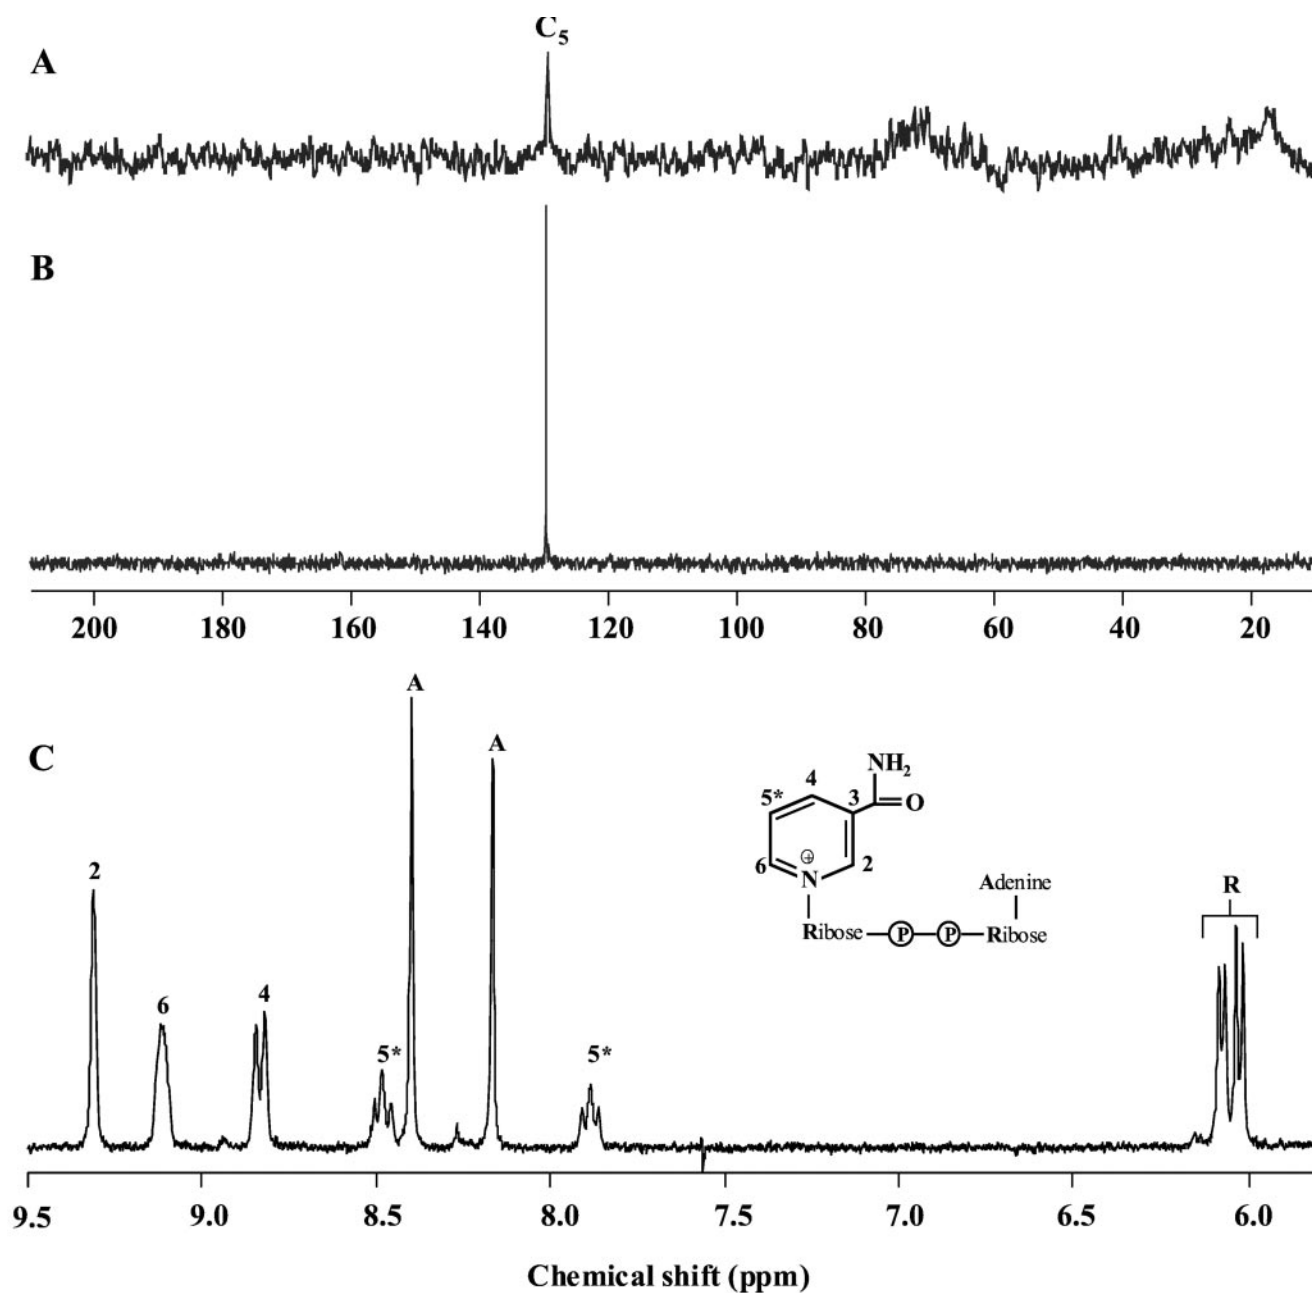 C5
A
B
200 180 160 140 120 100 80 60 40 20
C
A
A
2
6
4
5*
5*
NH2
4
5*
3
C=O
6
⊕
N
2
Adenine
Ribose
P
P
Ribose
R
9.5 9.0 8.5 8.0 7.5 7.0 6.5 6.0
Chemical shift (ppm)